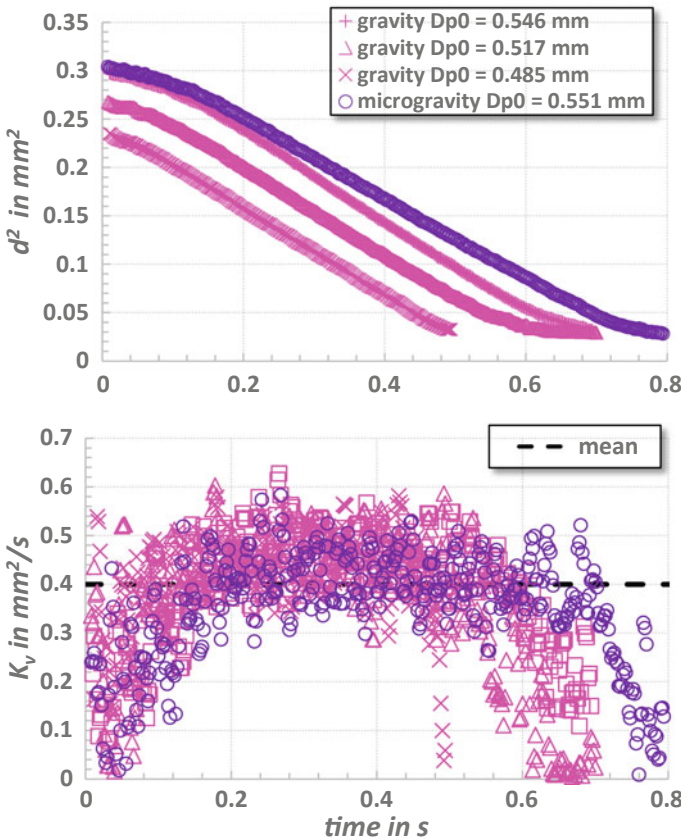 + gravity Dp0 = 0.546 mm
△ gravity Dp0 = 0.517 mm
× gravity Dp0 = 0.485 mm
○ microgravity Dp0 = 0.551 mm
d² in mm²
0.35
0.3
0.25
0.2
0.15
0.1
0.05
0
0 0.2 0.4 0.6 0.8
mean
Kᵥ in mm²/s
0.7
0.6
0.5
0.4
0.3
0.2
0.1
0
0 0.2 0.4 0.6 0.8
time in s